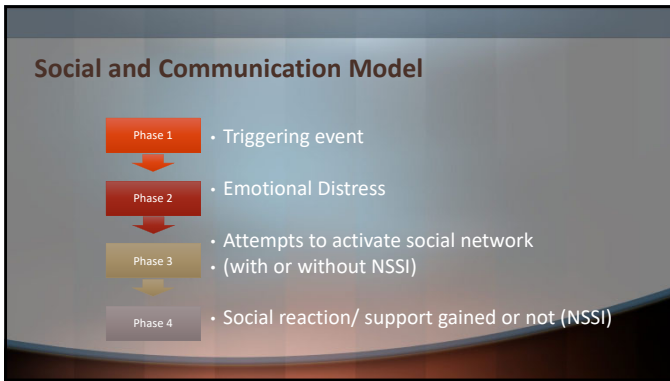 Social and Communication Model
Phase 1
• Triggering event
Phase 2
• Emotional Distress
Phase 3
• Attempts to activate social network
• (with or without NSSI)
Phase 4
• Social reaction/ support gained or not (NSSI)